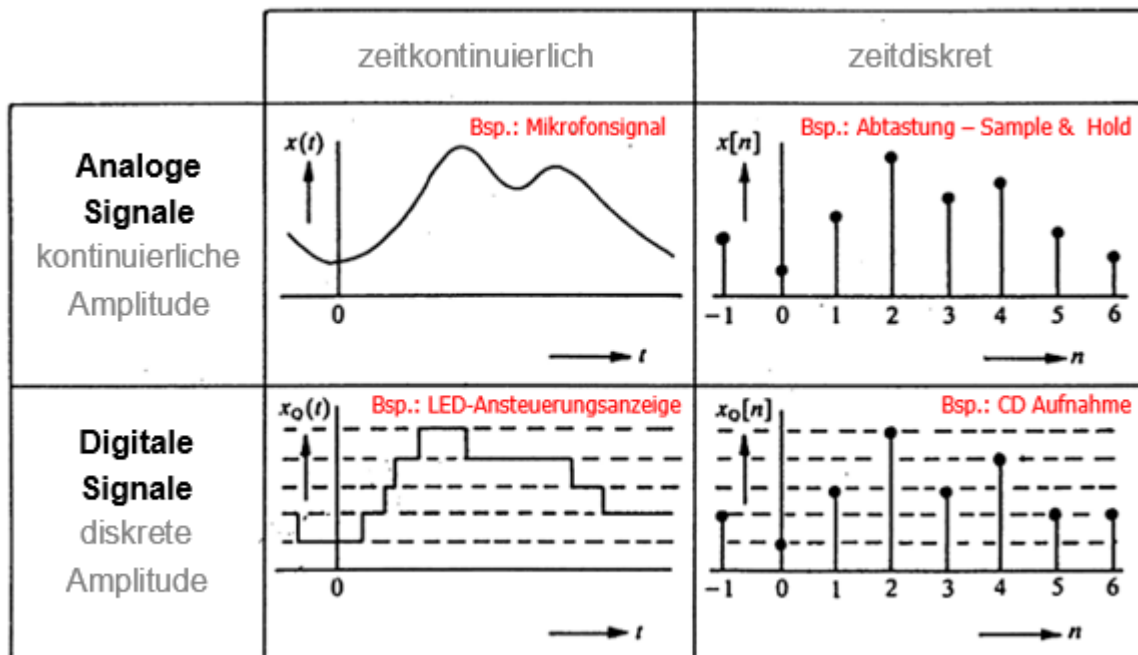 zeitkontinuierlich
zeitdiskret
Analoge
Signale
kontinuierliche
Amplitude
Bsp.: Mikrofonsignal
x(t)
0
t
Bsp.: Abtastung – Sample & Hold
x[n]
−1 0 1 2 3 4 5 6
n
Digitale
Signale
diskrete
Amplitude
Bsp.: LED-Ansteuerungsanzeige
xQ(t)
0
t
Bsp.: CD Aufnahme
xQ[n]
−1 0 1 2 3 4 5 6
n